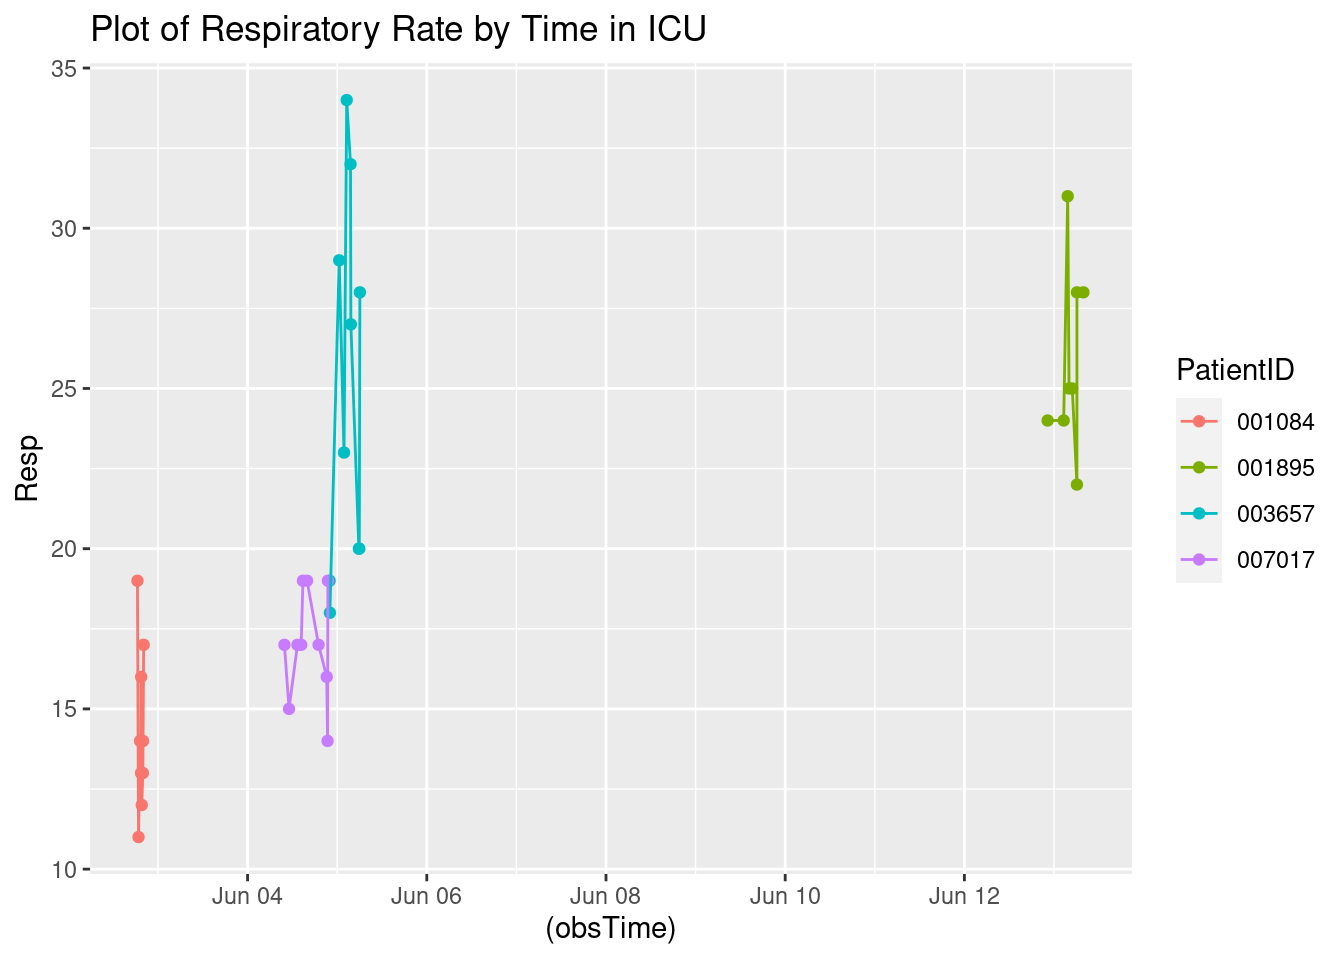 Plot of Respiratory Rate by Time in ICU
35
30
25
20
15
10
Resp
Jun 04
Jun 06
Jun 08
Jun 10
Jun 12
(obsTime)
PatientID
001084
001895
003657
007017